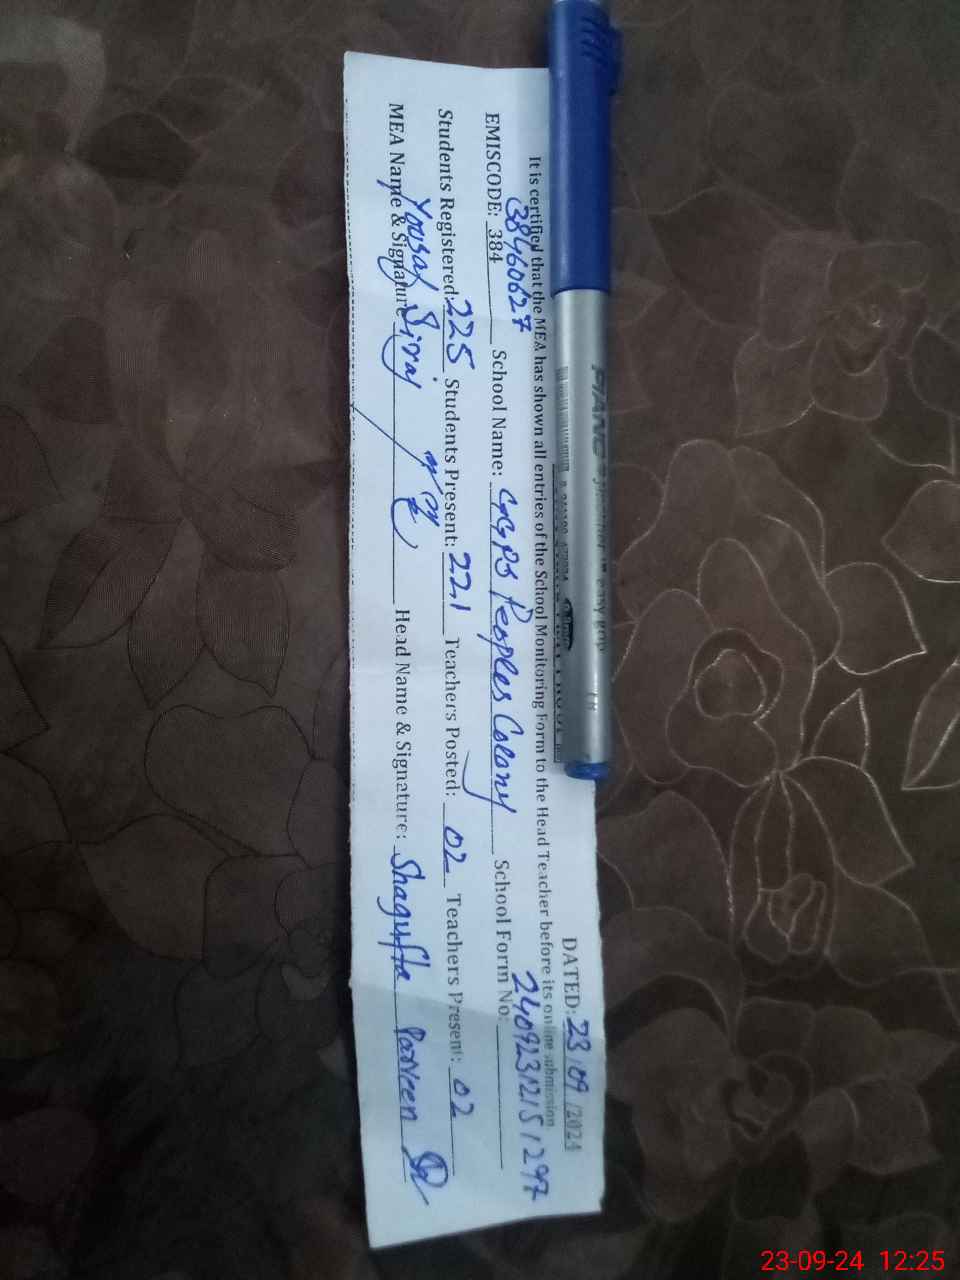 DATED: 23/09/2024
It is certified that the MEA has shown all entries of the School Monitoring Form to the Head Teacher before its online submission
38460627
24092312151297
EMISCODE: 384 School Name: GGPS Peoples Colony School Form No:
Students Registered: 225 Students Present: 221 Teachers Posted: 02 Teachers Present: 02
MEA Name & Signature Yousaf Siraj Head Name & Signature: Shagufta Parveen
PIANO
23-09-24 12:25